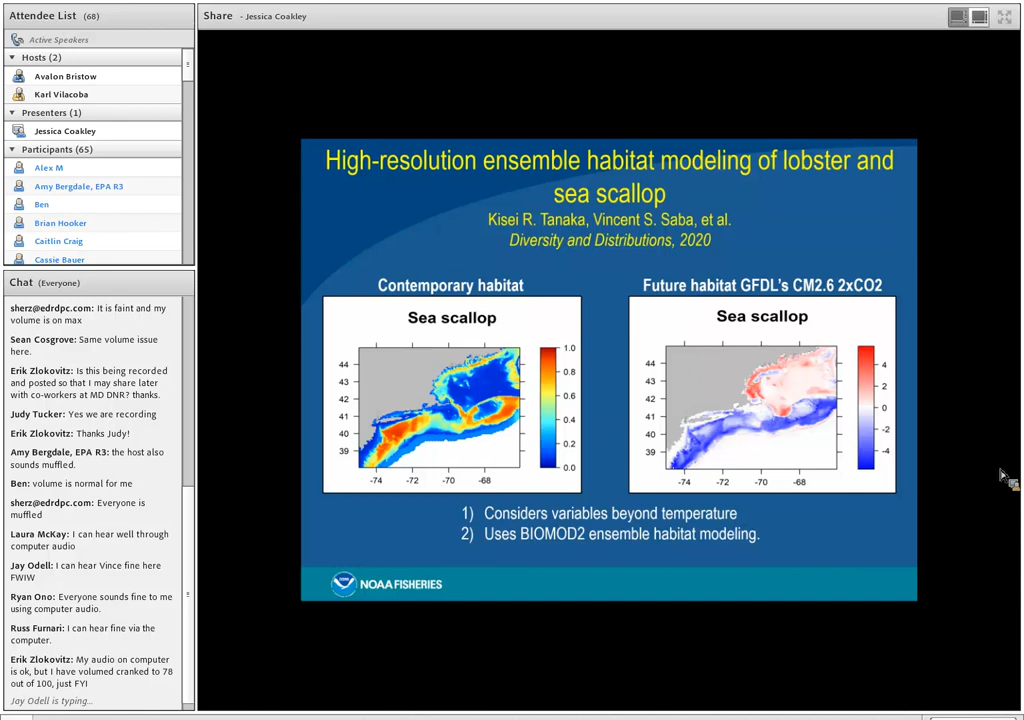 Attendee List (68)
Active Speakers
Hosts (2)
Avalon Bristow
Karl Vilacoba
Presenters (1)
Jessica Coakley
Participants (65)
Alex M
Amy Bergdale, EPA R3
Ben
Brian Hooker
Caitlin Craig
Cassie Bauer
Chat (Everyone)
sherz@edrdpc.com: It is faint and my
volume is on max
Sean Cosgrove: Same volume issue
here.
Erik Zlokovitz: Is this being recorded
and posted so that I may share later
with co-workers at MD DNR? thanks.
Judy Tucker: Yes we are recording
Erik Zlokovitz: Thanks Judy!
Amy Bergdale, EPA R3: the host also
sounds muffled.
Ben: volume is normal for me
sherz@edrdpc.com: Everyone is
muffled
Laura McKay: I can hear well through
computer audio
Jay Odell: I can hear Vince fine here
FWIW
Ryan Ono: Everyone sounds fine to me
using computer audio.
Russ Furnari: I can hear fine via the
computer.
Erik Zlokovitz: My audio on computer
is ok, but I have volumed cranked to 78
out of 100, just FYI
Jay Odell is typing...
Share - Jessica Coakley
High-resolution ensemble habitat modeling of lobster and
sea scallop
Kisei R. Tanaka, Vincent S. Saba, et al.
Diversity and Distributions, 2020
Contemporary habitat
Sea scallop
44
43
42
41
40
39
-74 -72 -70 -68
1.0
0.8
0.6
0.4
0.2
0.0
Future habitat GFDL's CM2.6 2xCO2
Sea scallop
44
43
42
41
40
39
-74 -72 -70 -68
4
2
0
-2
-4
1) Considers variables beyond temperature
2) Uses BIOMOD2 ensemble habitat modeling.
NOAA FISHERIES